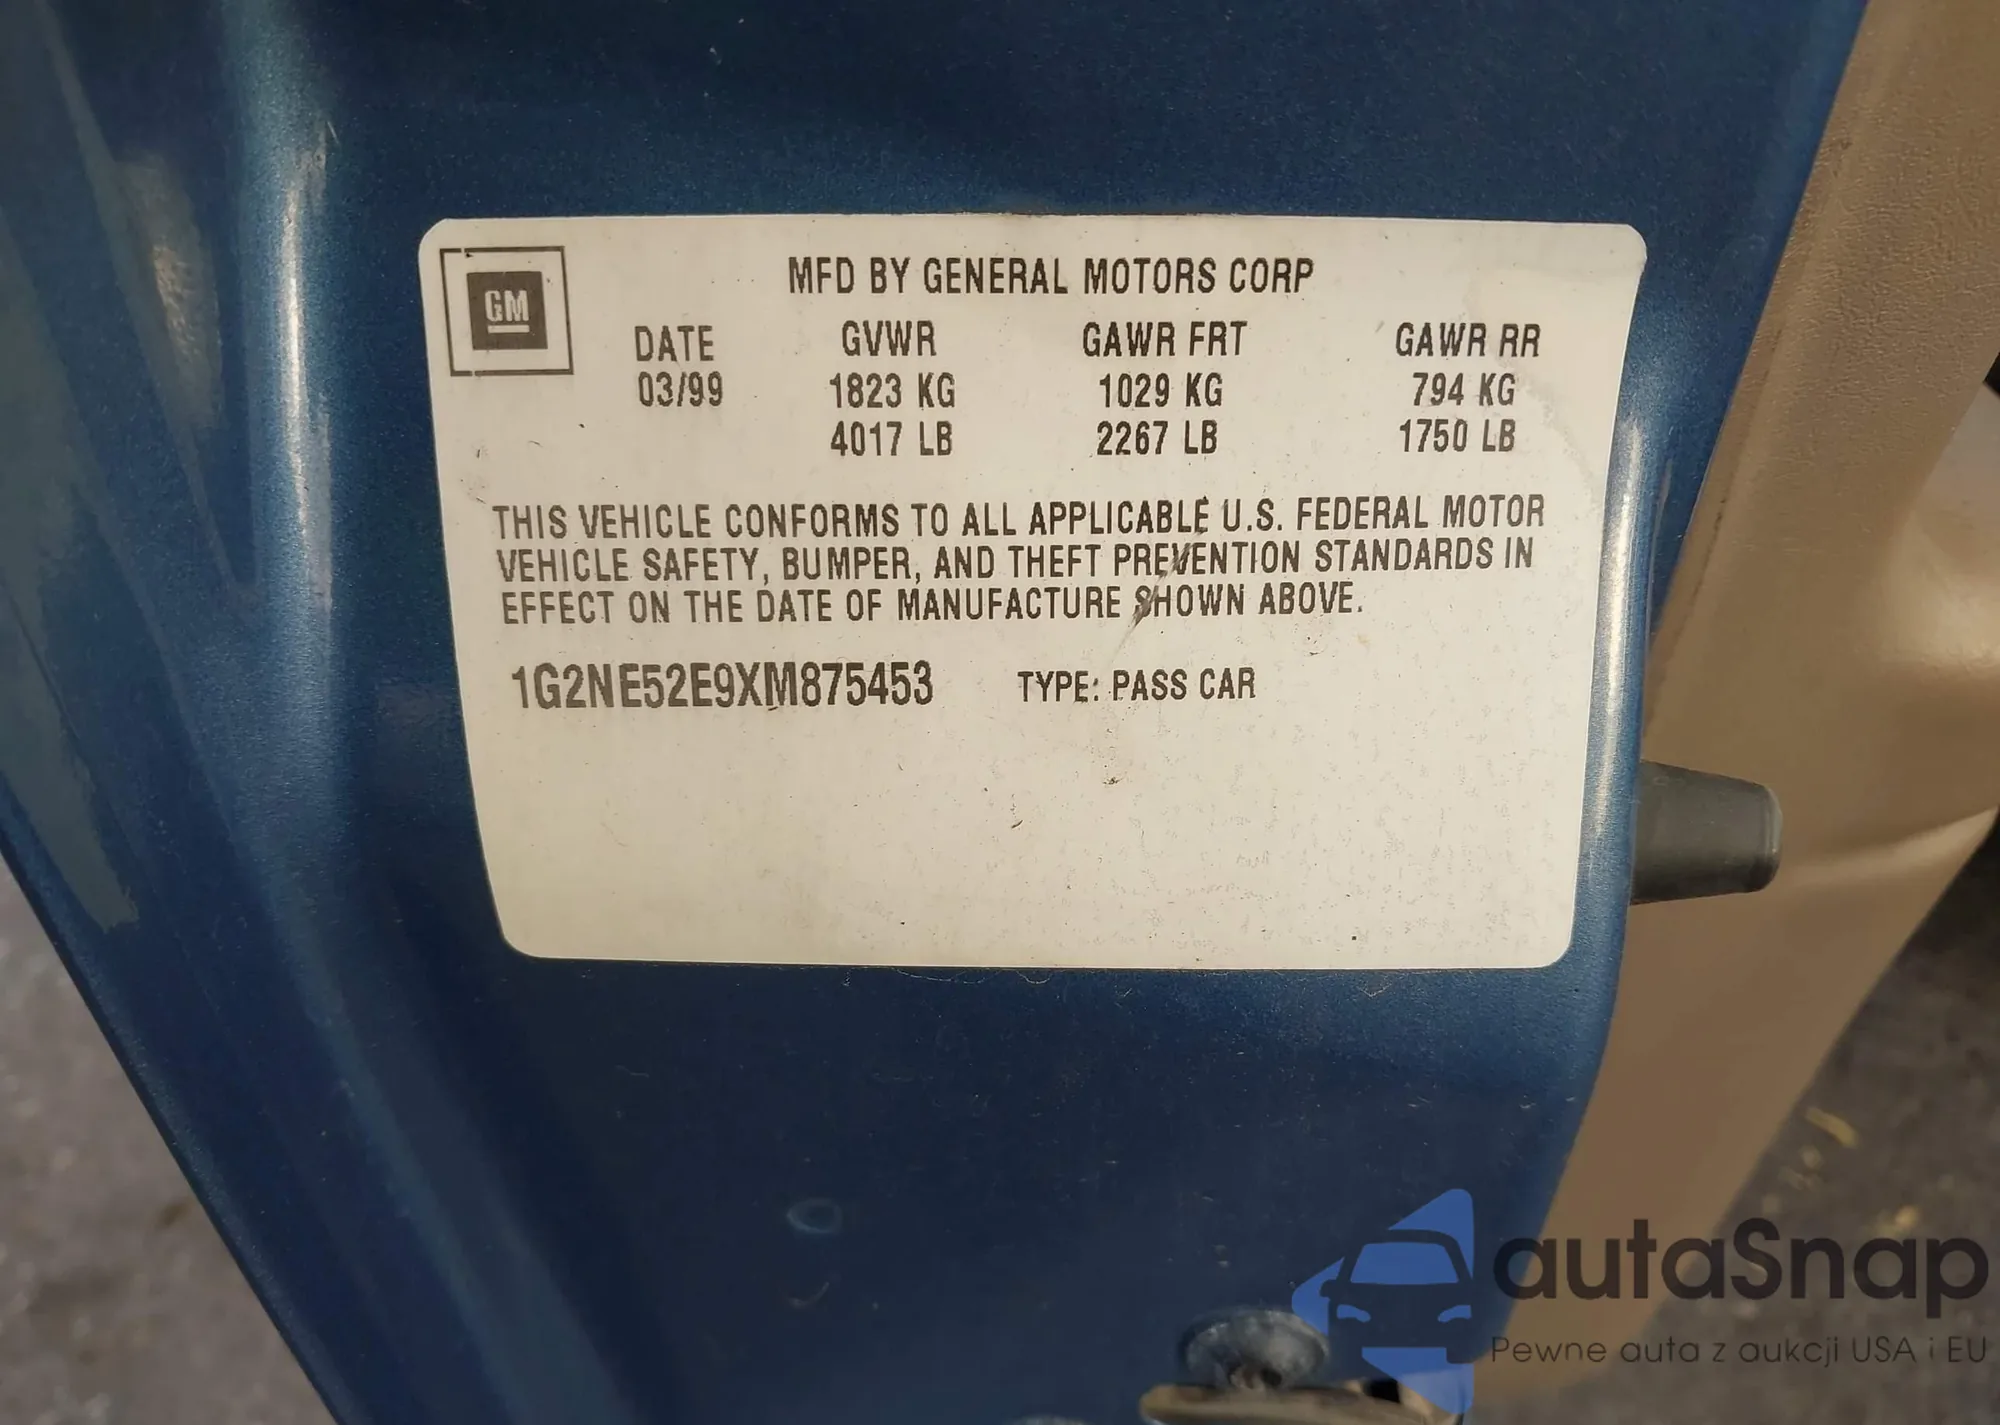 GM
MFD BY GENERAL MOTORS CORP
DATE GVWR GAWR FRT GAWR RR
03/99 1823 KG 1029 KG 794 KG
4017 LB 2267 LB 1750 LB
THIS VEHICLE CONFORMS TO ALL APPLICABLE U.S. FEDERAL MOTOR
VEHICLE SAFETY, BUMPER, AND THEFT PREVENTION STANDARDS IN
EFFECT ON THE DATE OF MANUFACTURE SHOWN ABOVE.
1G2NE52E9XM875453 TYPE: PASS CAR
autaSnap
Pewne auta z aukcji USA i EU